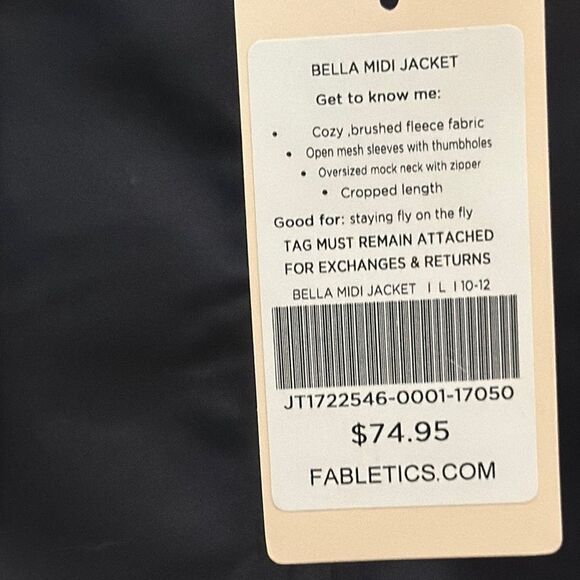 BELLA MIDI JACKET
Get to know me:
• Cozy ,brushed fleece fabric
• Open mesh sleeves with thumbholes
• Oversized mock neck with zipper
• Cropped length
Good for: staying fly on the fly
TAG MUST REMAIN ATTACHED
FOR EXCHANGES & RETURNS
BELLA MIDI JACKET | L | 10-12
JT1722546-0001-17050
$74.95
FABLETICS.COM